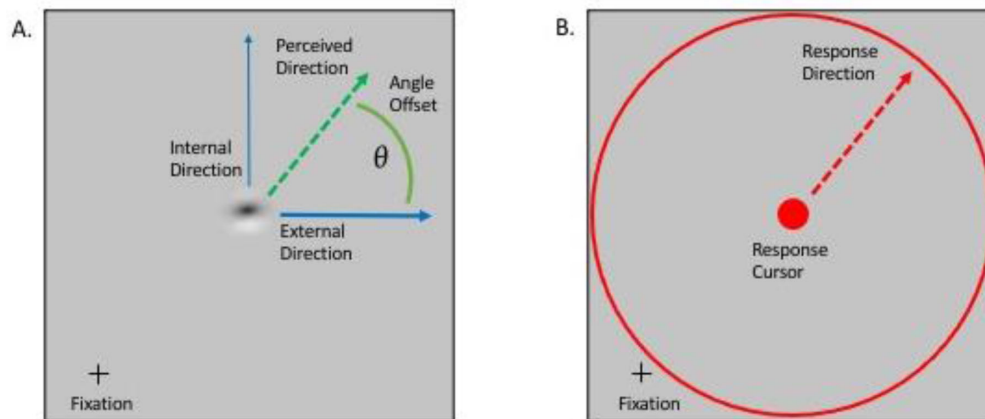 A.
Perceived
Direction
Angle
Offset
Internal
Direction
θ
External
Direction
Fixation
B.
Response
Direction
Response
Cursor
Fixation